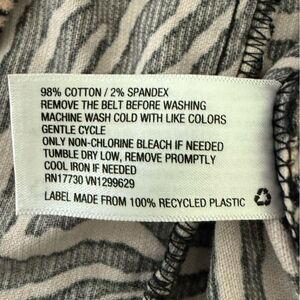 98% COTTON / 2% SPANDEX
REMOVE THE BELT BEFORE WASHING
MACHINE WASH COLD WITH LIKE COLORS
GENTLE CYCLE
ONLY NON-CHLORINE BLEACH IF NEEDED
TUMBLE DRY LOW, REMOVE PROMPTLY
COOL IRON IF NEEDED
RN17730 VN1299629
LABEL MADE FROM 100% RECYCLED PLASTIC